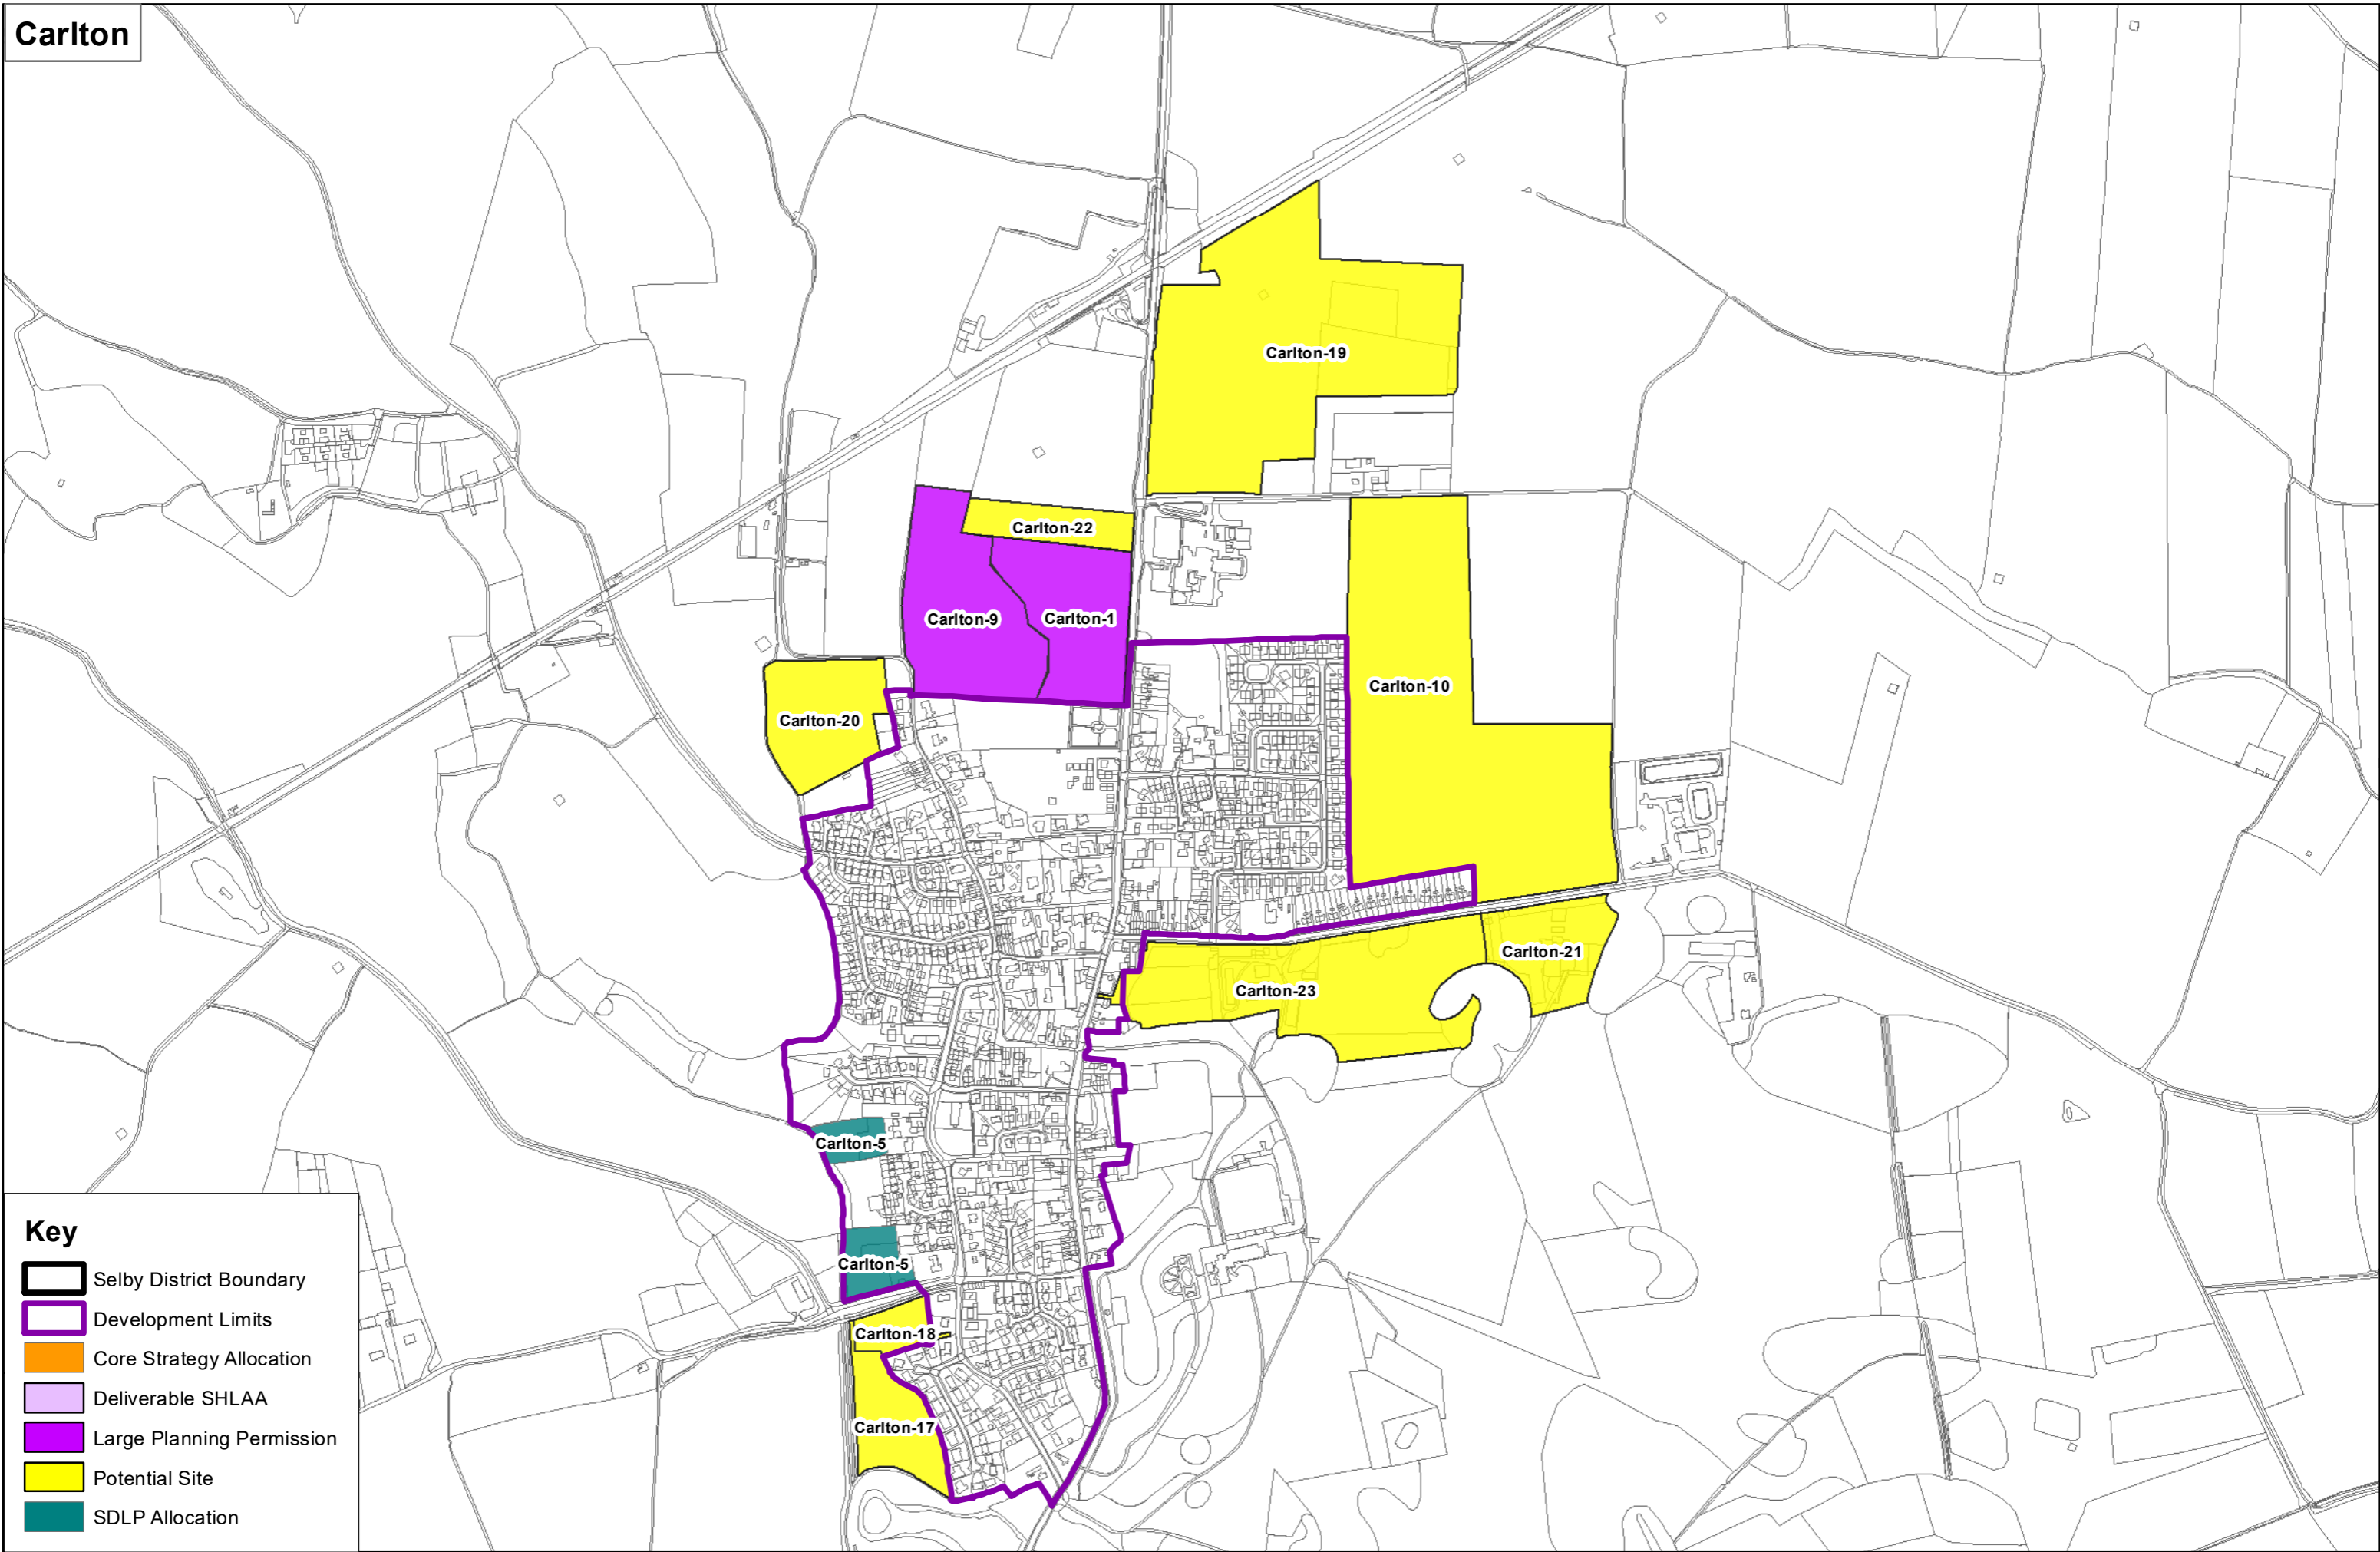 Carlton
Carlton-19
Carlton-22
Carlton-9
Carlton-1
Carlton-10
Carlton-20
Carlton-21
Carlton-23
Carlton-5
Carlton-5
Carlton-18
Carlton-17
Key
Selby District Boundary
Development Limits
Core Strategy Allocation
Deliverable SHLAA
Large Planning Permission
Potential Site
SDLP Allocation